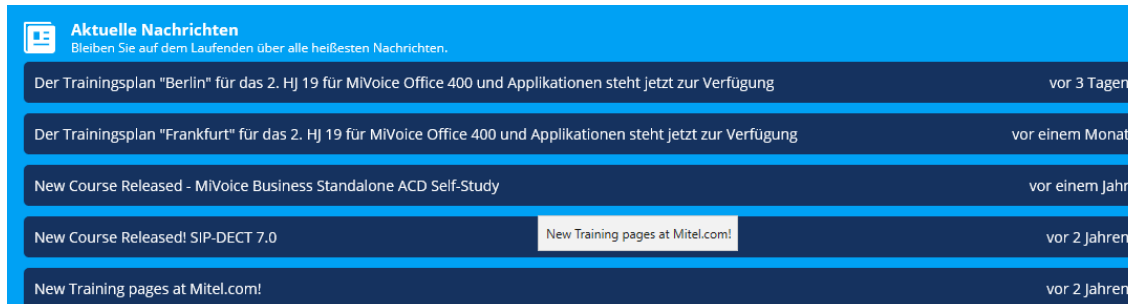 Aktuelle Nachrichten
Bleiben Sie auf dem Laufenden über alle heißesten Nachrichten.
Der Trainingsplan "Berlin" für das 2. HJ 19 für MiVoice Office 400 und Applikationen steht jetzt zur Verfügung vor 3 Tagen
Der Trainingsplan "Frankfurt" für das 2. HJ 19 für MiVoice Office 400 und Applikationen steht jetzt zur Verfügung vor einem Monat
New Course Released - MiVoice Business Standalone ACD Self-Study vor einem Jahr
New Course Released! SIP-DECT 7.0 New Training pages at Mitel.com! vor 2 Jahren
New Training pages at Mitel.com! vor 2 Jahren